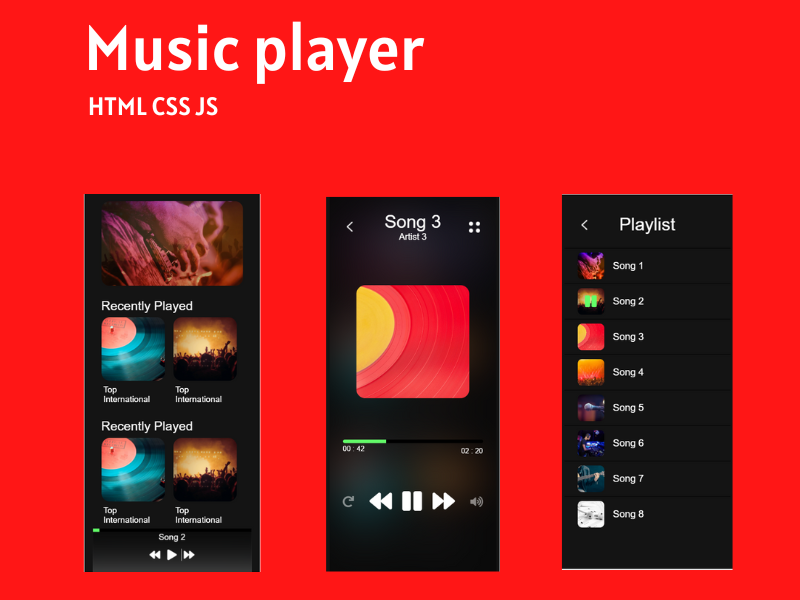 Music player
HTML CSS JS
Recently Played
Top
International
Top
International
Recently Played
Top
International
Top
International
Song 2
Song 3
Artist 3
00 : 42
02 : 20
Playlist
Song 1
Song 2
Song 3
Song 4
Song 5
Song 6
Song 7
Song 8